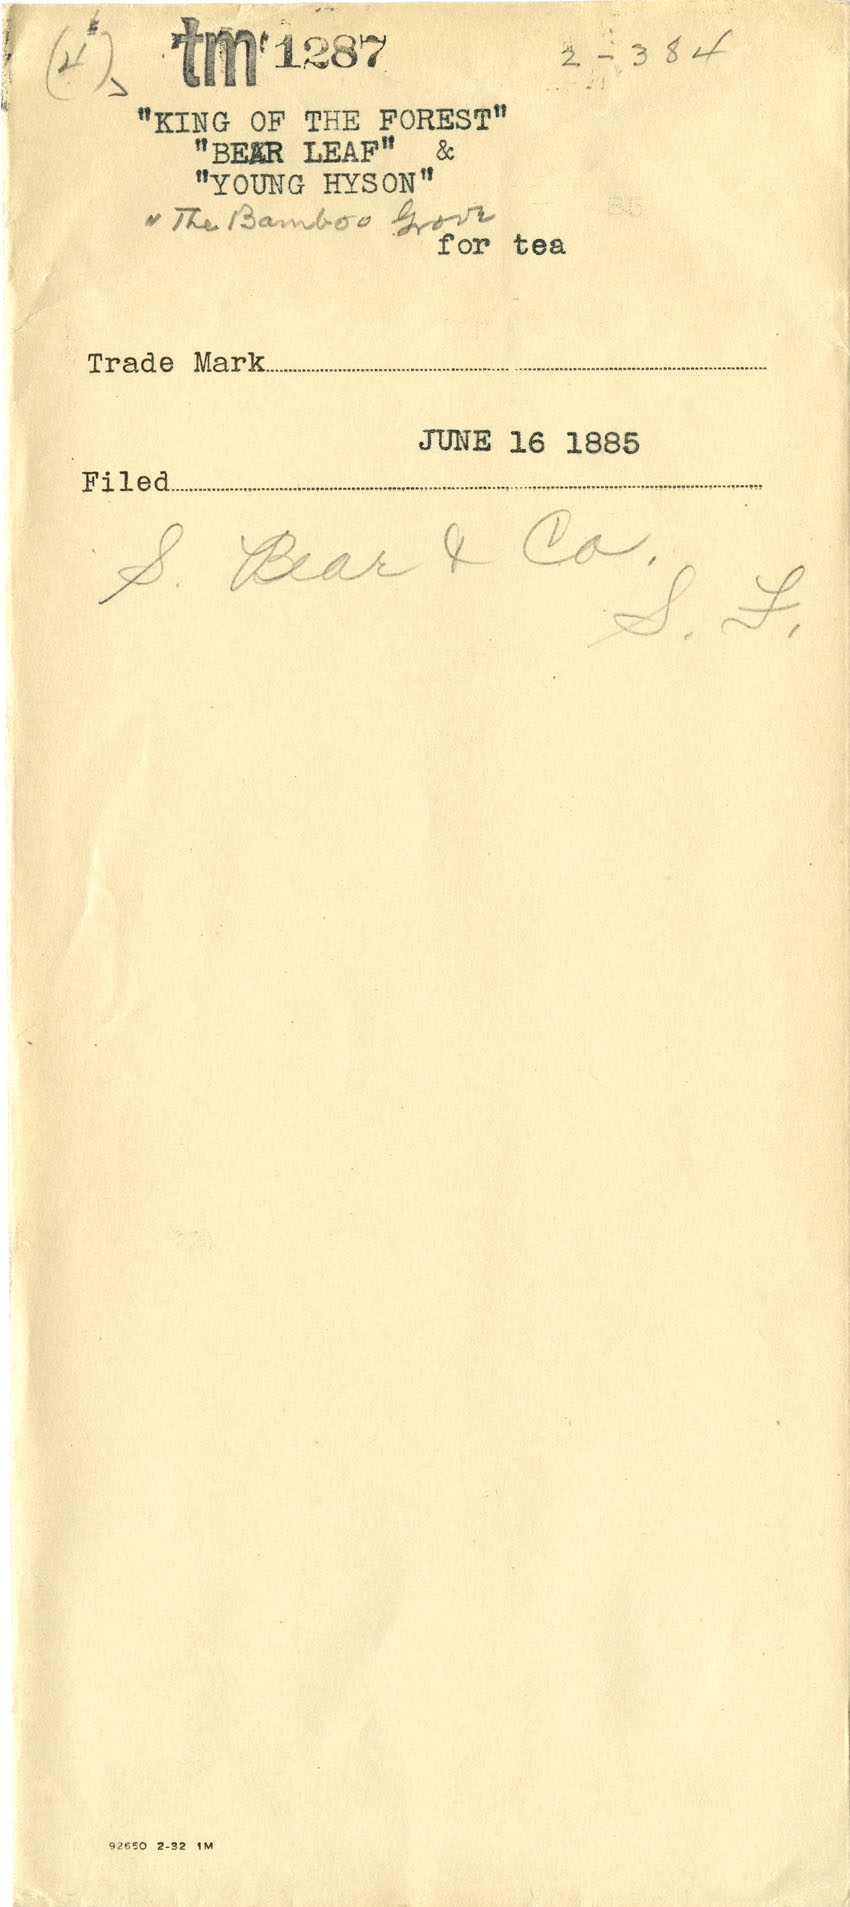 (4) tm 1287 2-384
"KING OF THE FOREST"
"BEAR LEAF" &
"YOUNG HYSON"
" The Bamboo Grove
for tea
85
Trade Mark
JUNE 16 1885
Filed
S. Bear & Co.
S. F.
92650 2-32 1M